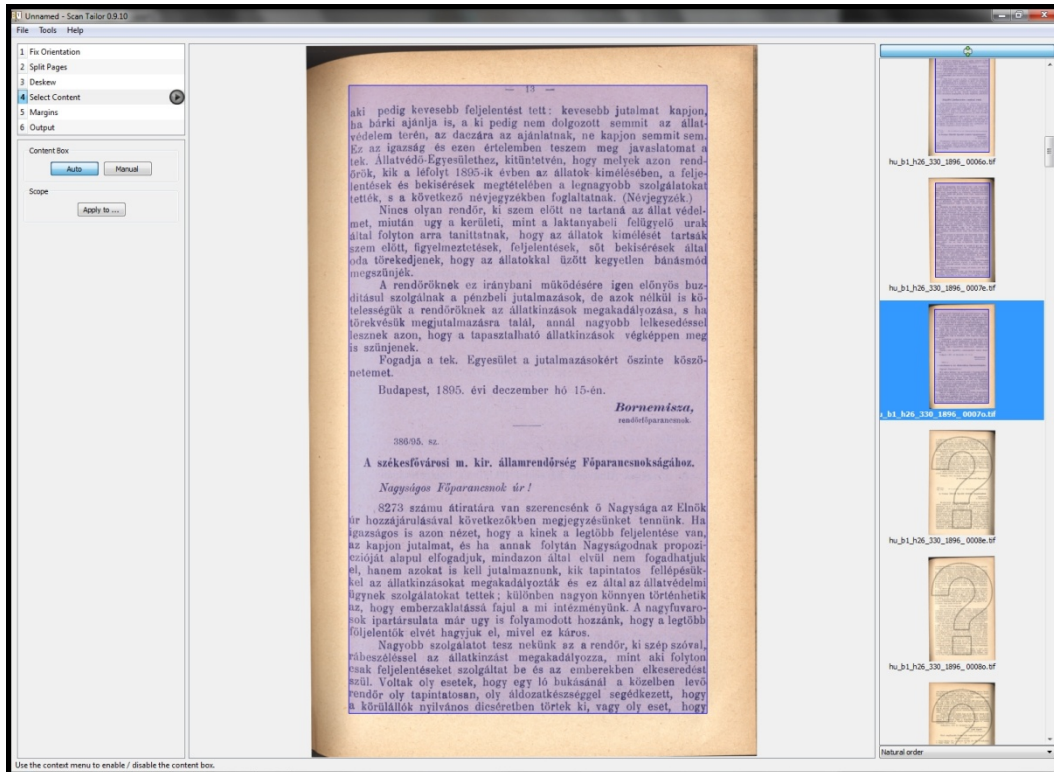 Unnamed - Scan Tailor 0.9.10
File Tools Help
1 Fix Orientation
2 Split Pages
3 Deskew
4 Select Content
5 Margins
6 Output
Content Box
Auto Manual
Scope
Apply to ...
— 13 —
aki pedig kevesebb feljelentést tett: kevesebb jutalmat kapjon,
ha bárki ajánlja is, a ki pedig nem dolgozott semmit az állat-
védelem terén, az daczára az ajánlatnak, ne kapjon semmit sem.
Ez az igazság és ezen értelemben teszem meg javaslatomat a
tek. Állatvédő-Egyesülethez, kitüntetvén, hogy melyek azon rend-
őrök, kik a lefolyt 1895-ik évben az állatok kimélésében, a felje-
lentések és bekisérések megtételében a legnagyobb szolgálatokat
tették, s a következő névjegyzékben foglaltatnak. (Névjegyzék.)
Nincs olyan rendőr, ki szem előtt ne tartaná az állat védel-
met, miután ugy a kerületi, mint a laktanyabeli felügyelő urak
által folyton arra tanittatnak, hogy az állatok kimélését tartsák
szem előtt, figyelmeztetések, feljelentések, sőt bekisérések által
oda törekedjenek, hogy az állatokkal üzött kegyetlen bánásmód
megszünjék.
A rendőröknek ez iránybani müködésére igen előnyös buz-
ditásul szolgálnak a pénzbeli jutalmazások, de azok nélkül is kö-
telességük a rendőröknek az állatkinzások megakadályozása, s ha
törekvésük megjutalmazásra talál, annál nagyobb lelkesedéssel
lesznek azon, hogy a tapasztalható állatkinzások végképpen meg
is szünjenek.
Fogadja a tek. Egyesület a jutalmazásokért őszinte köszö-
netemet.
Budapest, 1895. évi deczember hó 15-én.
Bornemisza,
rendőrfőparancsnok.
386/95. sz.
A székesfővárosi m. kir. államrendőrség Főparancsnokságához.
Nagyságos Főparancsnok úr!
8273 számu átiratára van szerencsénk ő Nagysága az Elnök
úr hozzájárulásával következőkben megjegyzésünket tennünk. Ha
igazságos is azon nézet, hogy a kinek a legtöbb feljelentése van,
az kapjon jutalmat, és ha annak folytán Nagyságodnak propozi-
czióját alapul elfogadjuk, mindazon által elvül nem fogadhatjuk
el, hanem azokat is kell jutalmaznunk, kik tapintatos fellépésük-
kel az állatkinzásokat megakadályozták és ez által az állatvédelmi
ügynek szolgálatokat tettek; különben nagyon könnyen történhetik
az, hogy emberzaklatássá fajul a mi intézményünk. A nagyfuvaro-
sok ipartársulata már ugy is folyamodott hozzánk, hogy a legtöbb
följelentők elvét hagyjuk el, mivel ez káros.
Nagyobb szolgálatot tesz nekünk az a rendőr, ki szép szóval,
rábeszéléssel az állatkinzást megakadályozza, mint aki folyton
csak feljelentéseket szolgáltat be és az emberekben elkeseredést
szül. Voltak oly esetek, hogy egy ló bukásánál a közelben levő
rendőr oly tapintatosan, oly áldozatkészséggel segédkezett, hogy
a körülállók nyilvános dicséretben törtek ki, vagy oly eset, hogy
hu_b1_h26_330_1896_0006o.tif
hu_b1_h26_330_1896_0007e.tif
u_b1_h26_330_1896_0007o.tif
hu_b1_h26_330_1896_0008e.tif
hu_b1_h26_330_1896_0008o.tif
Natural order
Use the context menu to enable / disable the content box.